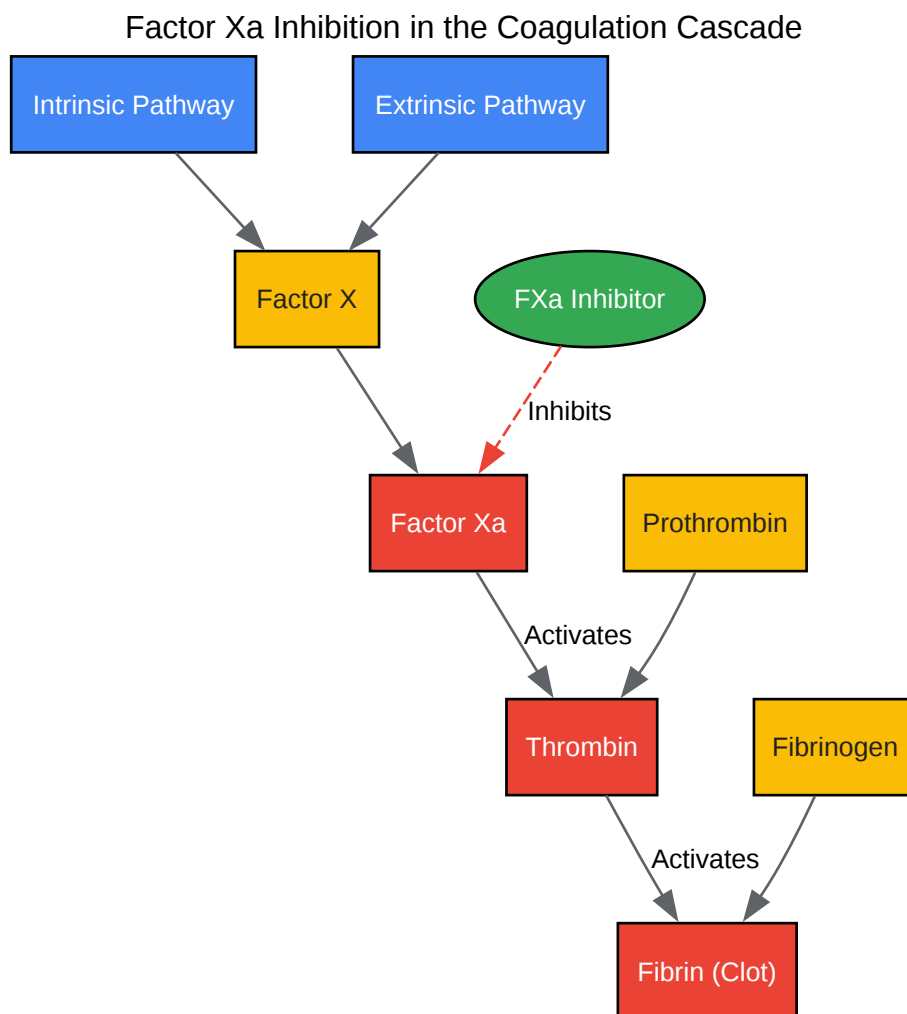 Factor Xa Inhibition in the Coagulation Cascade
Intrinsic Pathway
Extrinsic Pathway
Factor X
FXa Inhibitor
Inhibits
Factor Xa
Prothrombin
Activates
Thrombin
Fibrinogen
Activates
Fibrin (Clot)